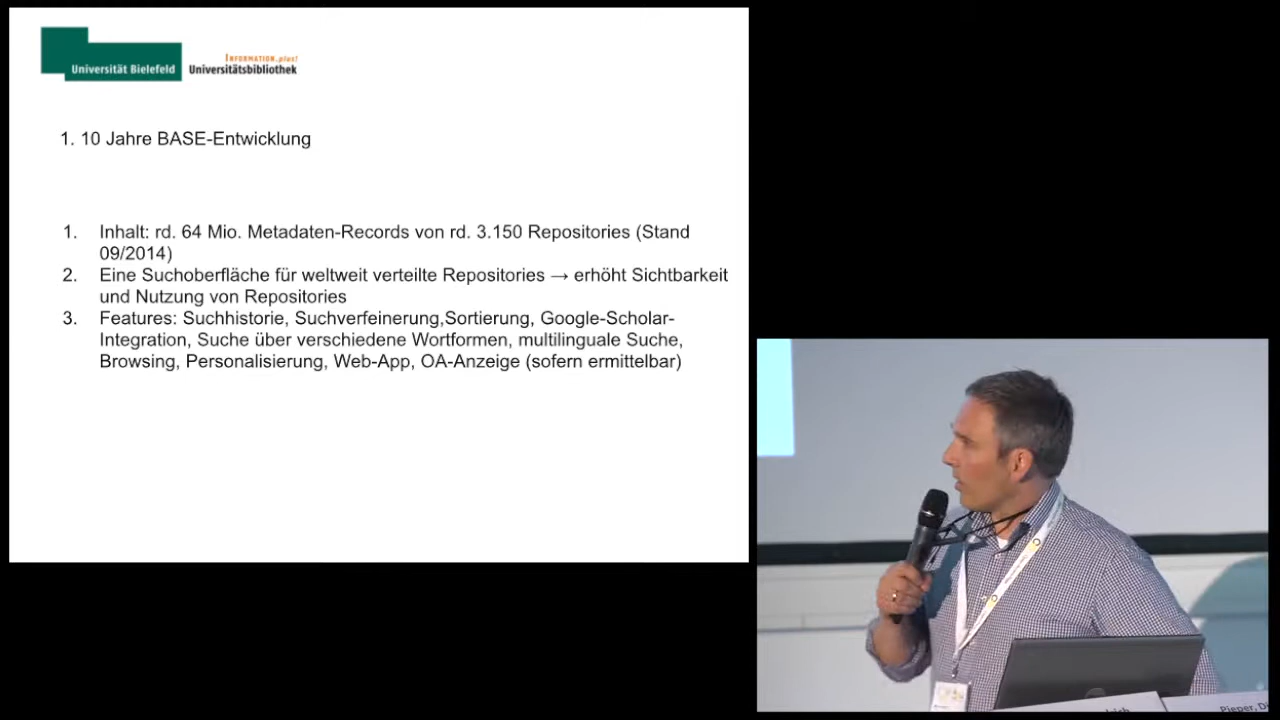 Universität Bielefeld
INFORMATION.plus!
Universitätsbibliothek
1. 10 Jahre BASE-Entwicklung
1. Inhalt: rd. 64 Mio. Metadaten-Records von rd. 3.150 Repositories (Stand
09/2014)
2. Eine Suchoberfläche für weltweit verteilte Repositories → erhöht Sichtbarkeit
und Nutzung von Repositories
3. Features: Suchhistorie, Suchverfeinerung,Sortierung, Google-Scholar-
Integration, Suche über verschiedene Wortformen, multilinguale Suche,
Browsing, Personalisierung, Web-App, OA-Anzeige (sofern ermittelbar)
Pieper,